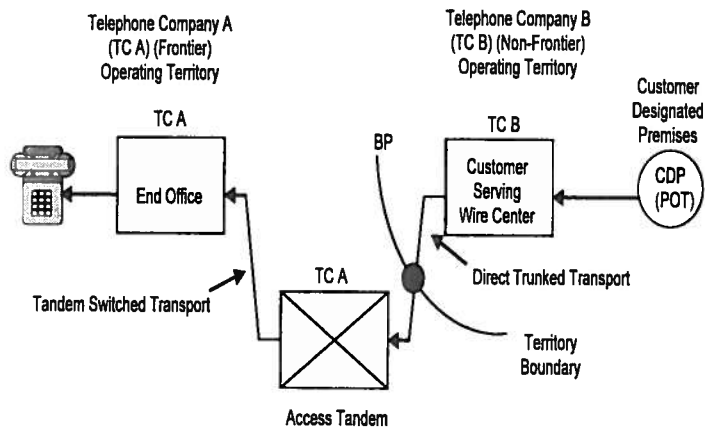 Telephone Company A
(TC A) (Frontier)
Operating Territory
Telephone Company B
(TC B) (Non-Frontier)
Operating Territory
Customer
Designated
Premises
TC A
End Office
BP
TC B
Customer
Serving
Wire Center
CDP
(POT)
Tandem Switched Transport
TC A
Direct Trunked Transport
Territory
Boundary
Access Tandem